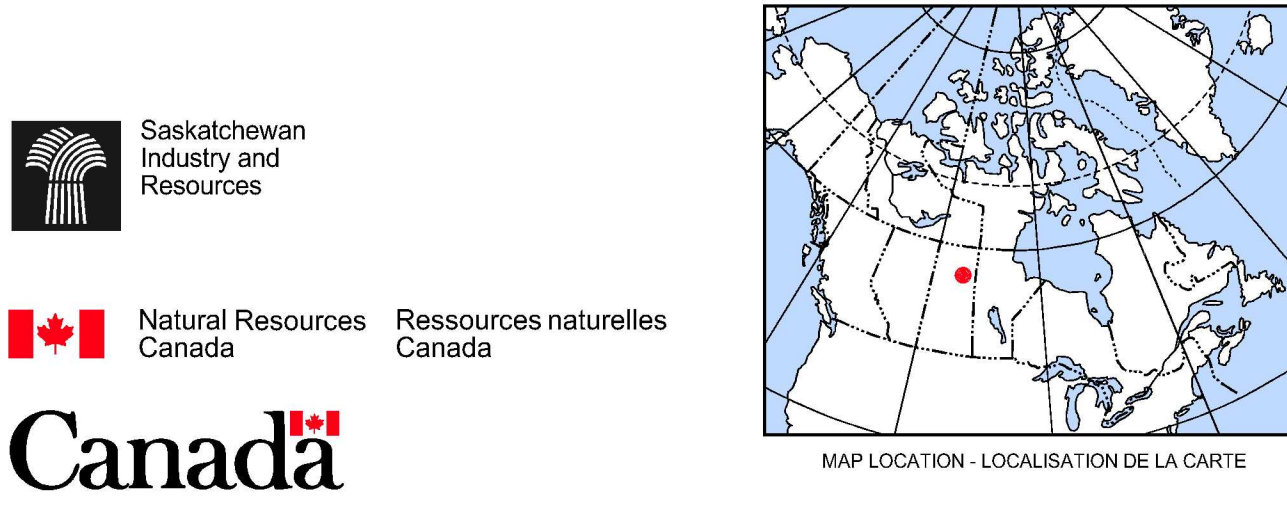 Saskatchewan
Industry and
Resources
Natural Resources
Canada
Ressources naturelles
Canada
Canada
MAP LOCATION - LOCALISATION DE LA CARTE